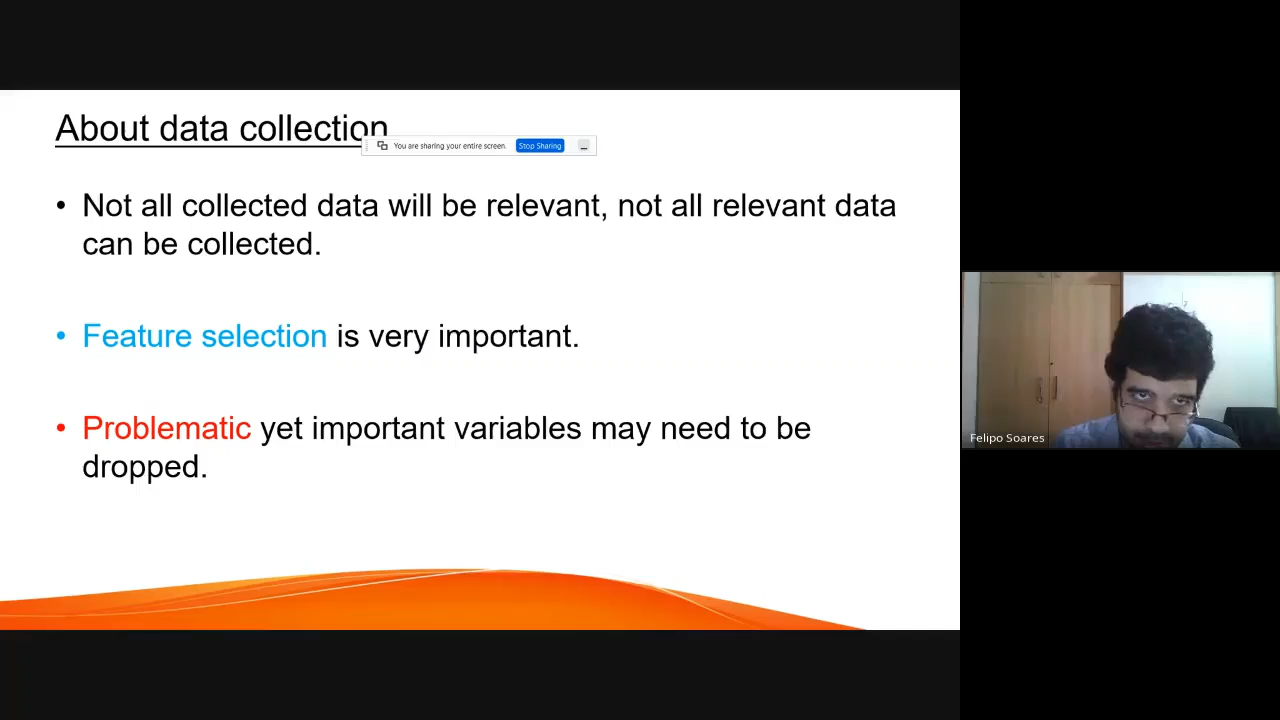 About data collection
You are sharing your entire screen.
Stop Sharing
• Not all collected data will be relevant, not all relevant data
can be collected.
• Feature selection is very important.
• Problematic yet important variables may need to be
dropped.
Felipo Soares